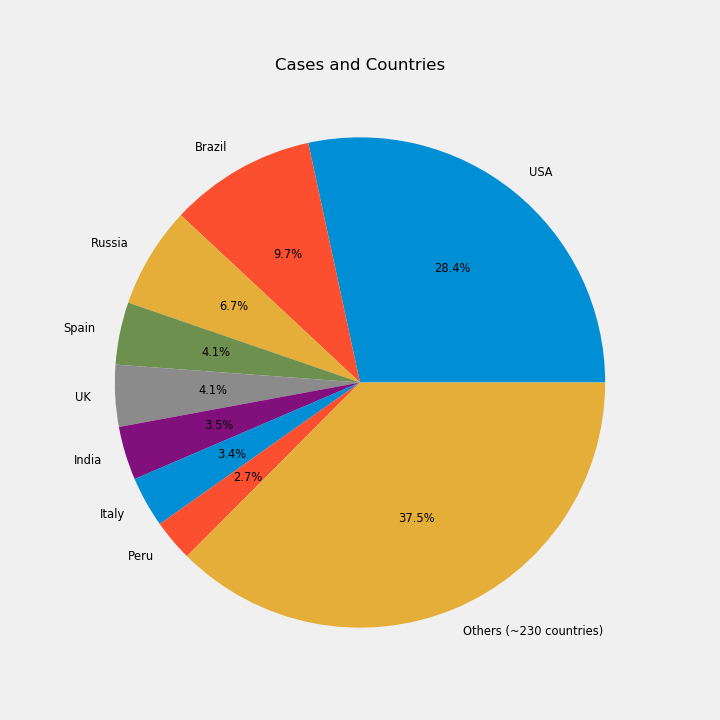 Cases and Countries
USA
28.4%
Brazil
9.7%
Russia
6.7%
Spain
4.1%
UK
4.1%
India
3.5%
Italy
3.4%
Peru
2.7%
Others (~230 countries)
37.5%